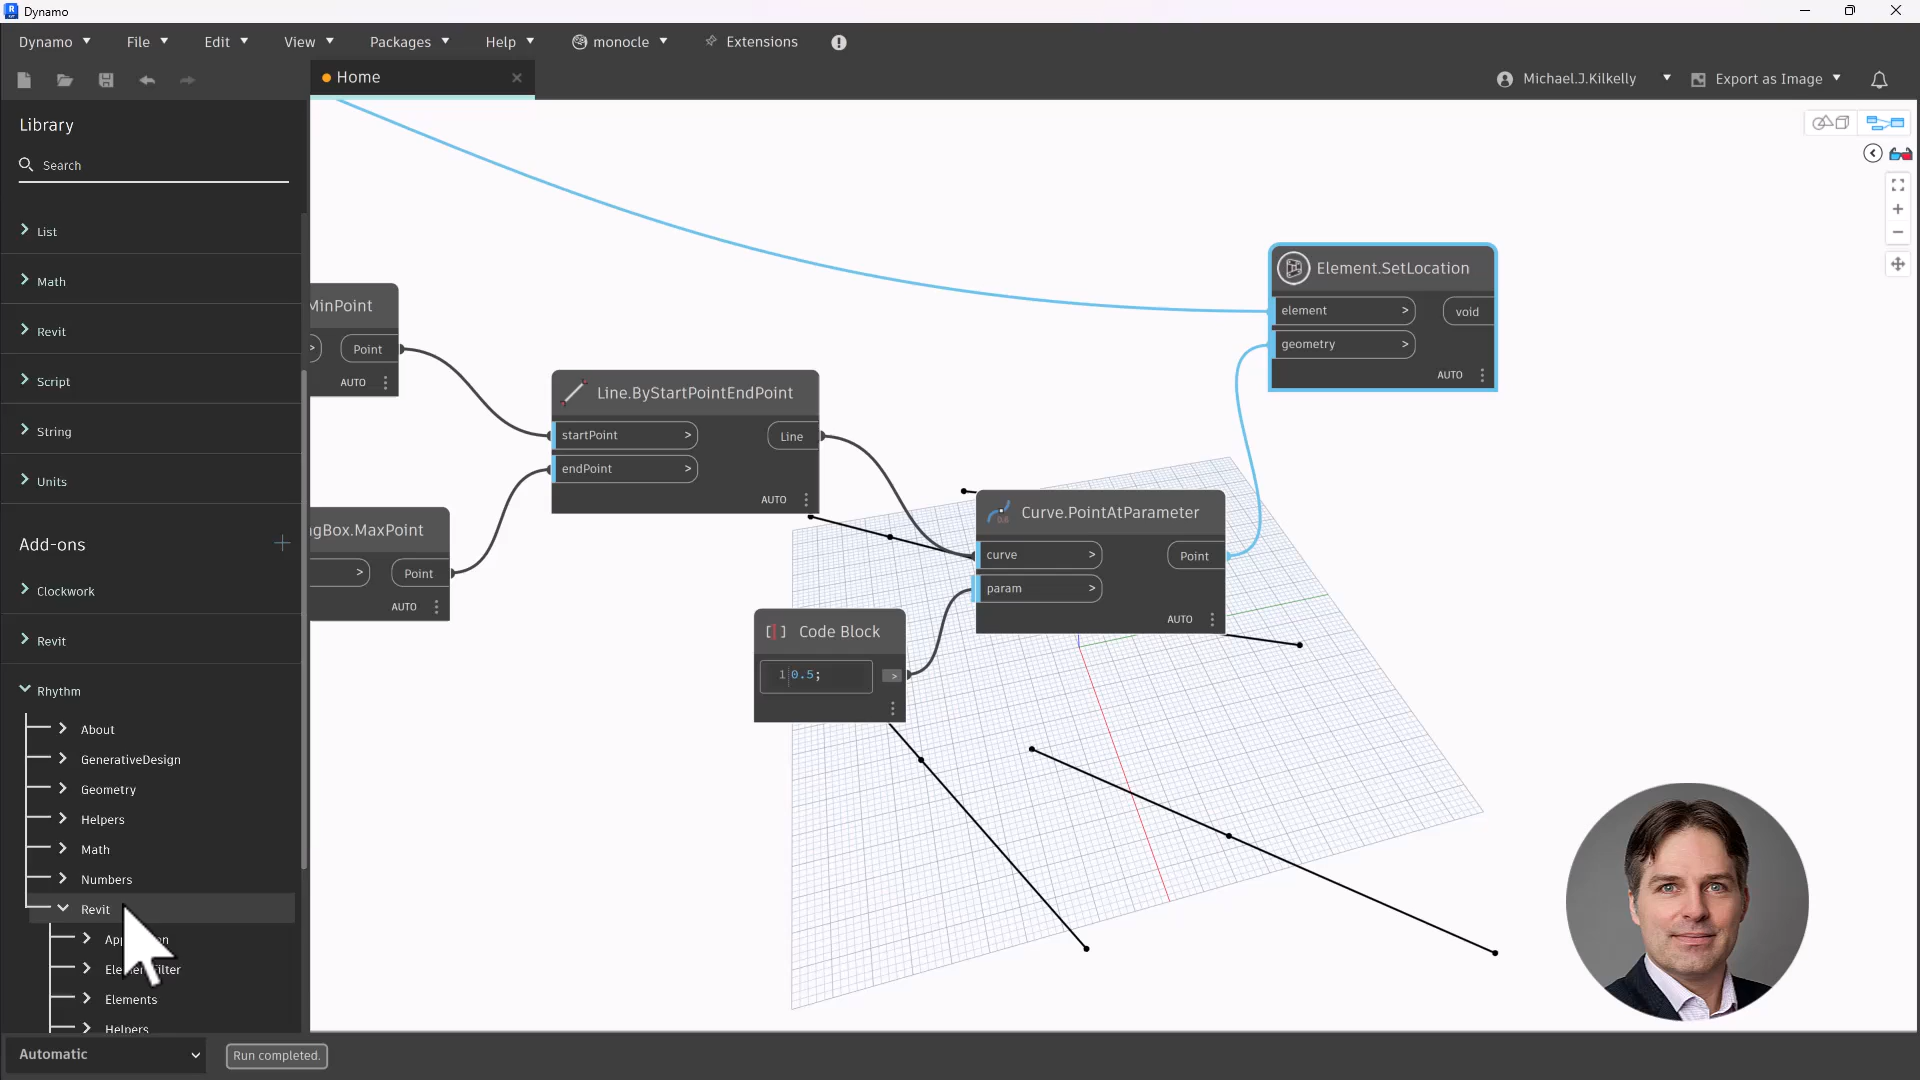 Dynamo
Dynamo File Edit View Packages Help monocle Extensions
Home
Michael.J.Kilkelly Export as Image
Library
Search
List
Math
Revit
Script
String
Units
Add-ons
Clockwork
Revit
Rhythm
About
GenerativeDesign
Geometry
Helpers
Math
Numbers
Revit
Elements
Helpers
MinPoint
> Point
AUTO
gBox.MaxPoint
> Point
AUTO
Line.ByStartPointEndPoint
startPoint > Line
endPoint >
AUTO
Code Block
1 0.5; >
Curve.PointAtParameter
curve > Point
param >
AUTO
Element.SetLocation
element > void
geometry >
AUTO
Automatic
Run completed.